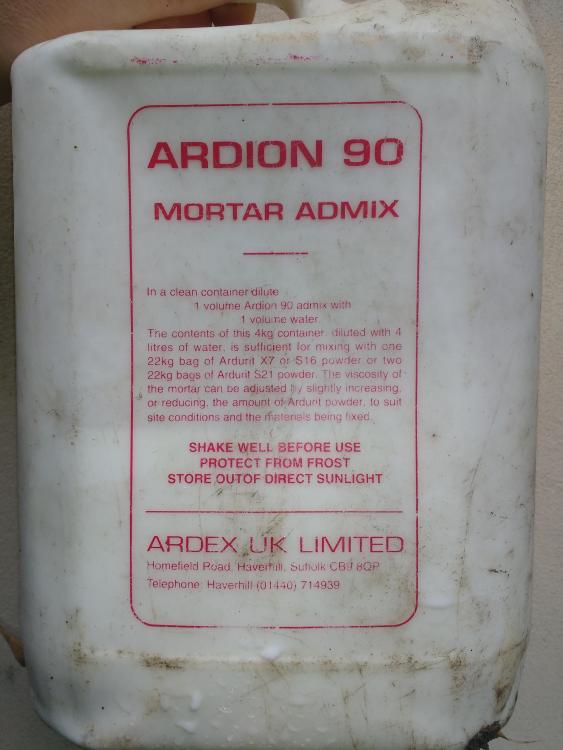 ARDION 90
MORTAR ADMIX
In a clean container dilute
1 volume Ardion 90 admix with
1 volume water.
The contents of this 4kg container, diluted with 4
litres of water, is sufficient for mixing with one
22kg bag of Ardurit X7 or S16 powder or two
22kg bags of Ardurit S21 powder. The viscosity of
the mortar can be adjusted by slightly increasing,
or reducing, the amount of Ardurit powder, to suit
site conditions and the materials being fixed.
SHAKE WELL BEFORE USE
PROTECT FROM FROST
STORE OUTOF DIRECT SUNLIGHT
ARDEX UK LIMITED
Homefield Road, Haverhill, Suffolk CB9 8QP
Telephone: Haverhill (01440) 714939